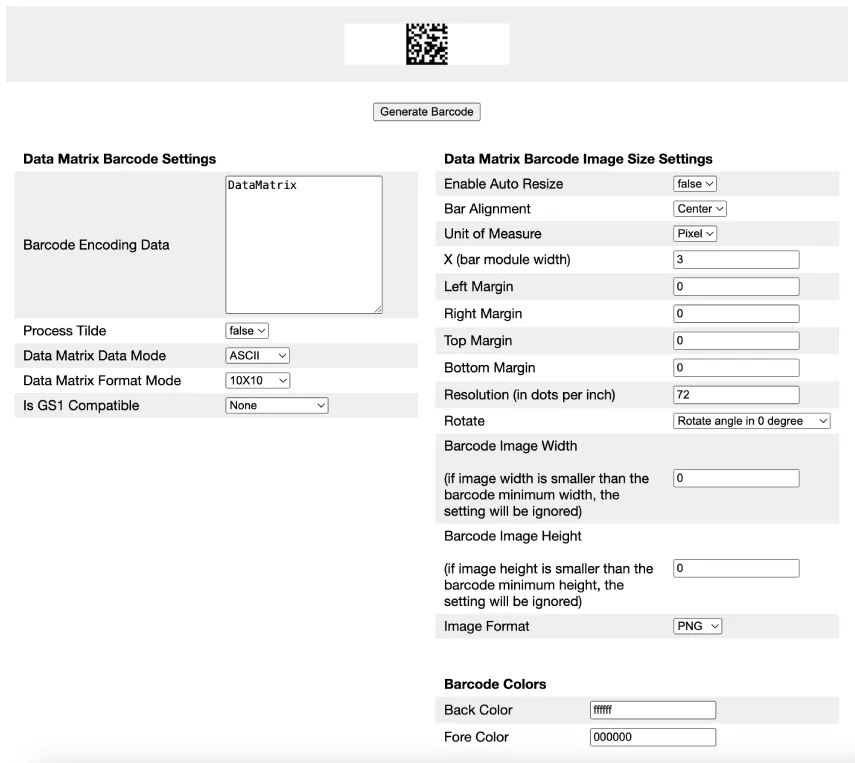 Generate Barcode
Data Matrix Barcode Settings
Barcode Encoding Data
DataMatrix
Process Tilde
false
Data Matrix Data Mode
ASCII
Data Matrix Format Mode
10X10
Is GS1 Compatible
None
Data Matrix Barcode Image Size Settings
Enable Auto Resize
false
Bar Alignment
Center
Unit of Measure
Pixel
X (bar module width)
3
Left Margin
0
Right Margin
0
Top Margin
0
Bottom Margin
0
Resolution (in dots per inch)
72
Rotate
Rotate angle in 0 degree
Barcode Image Width
(if image width is smaller than the
barcode minimum width, the
setting will be ignored)
0
Barcode Image Height
(if image height is smaller than the
barcode minimum height, the
setting will be ignored)
0
Image Format
PNG
Barcode Colors
Back Color
ffffff
Fore Color
000000